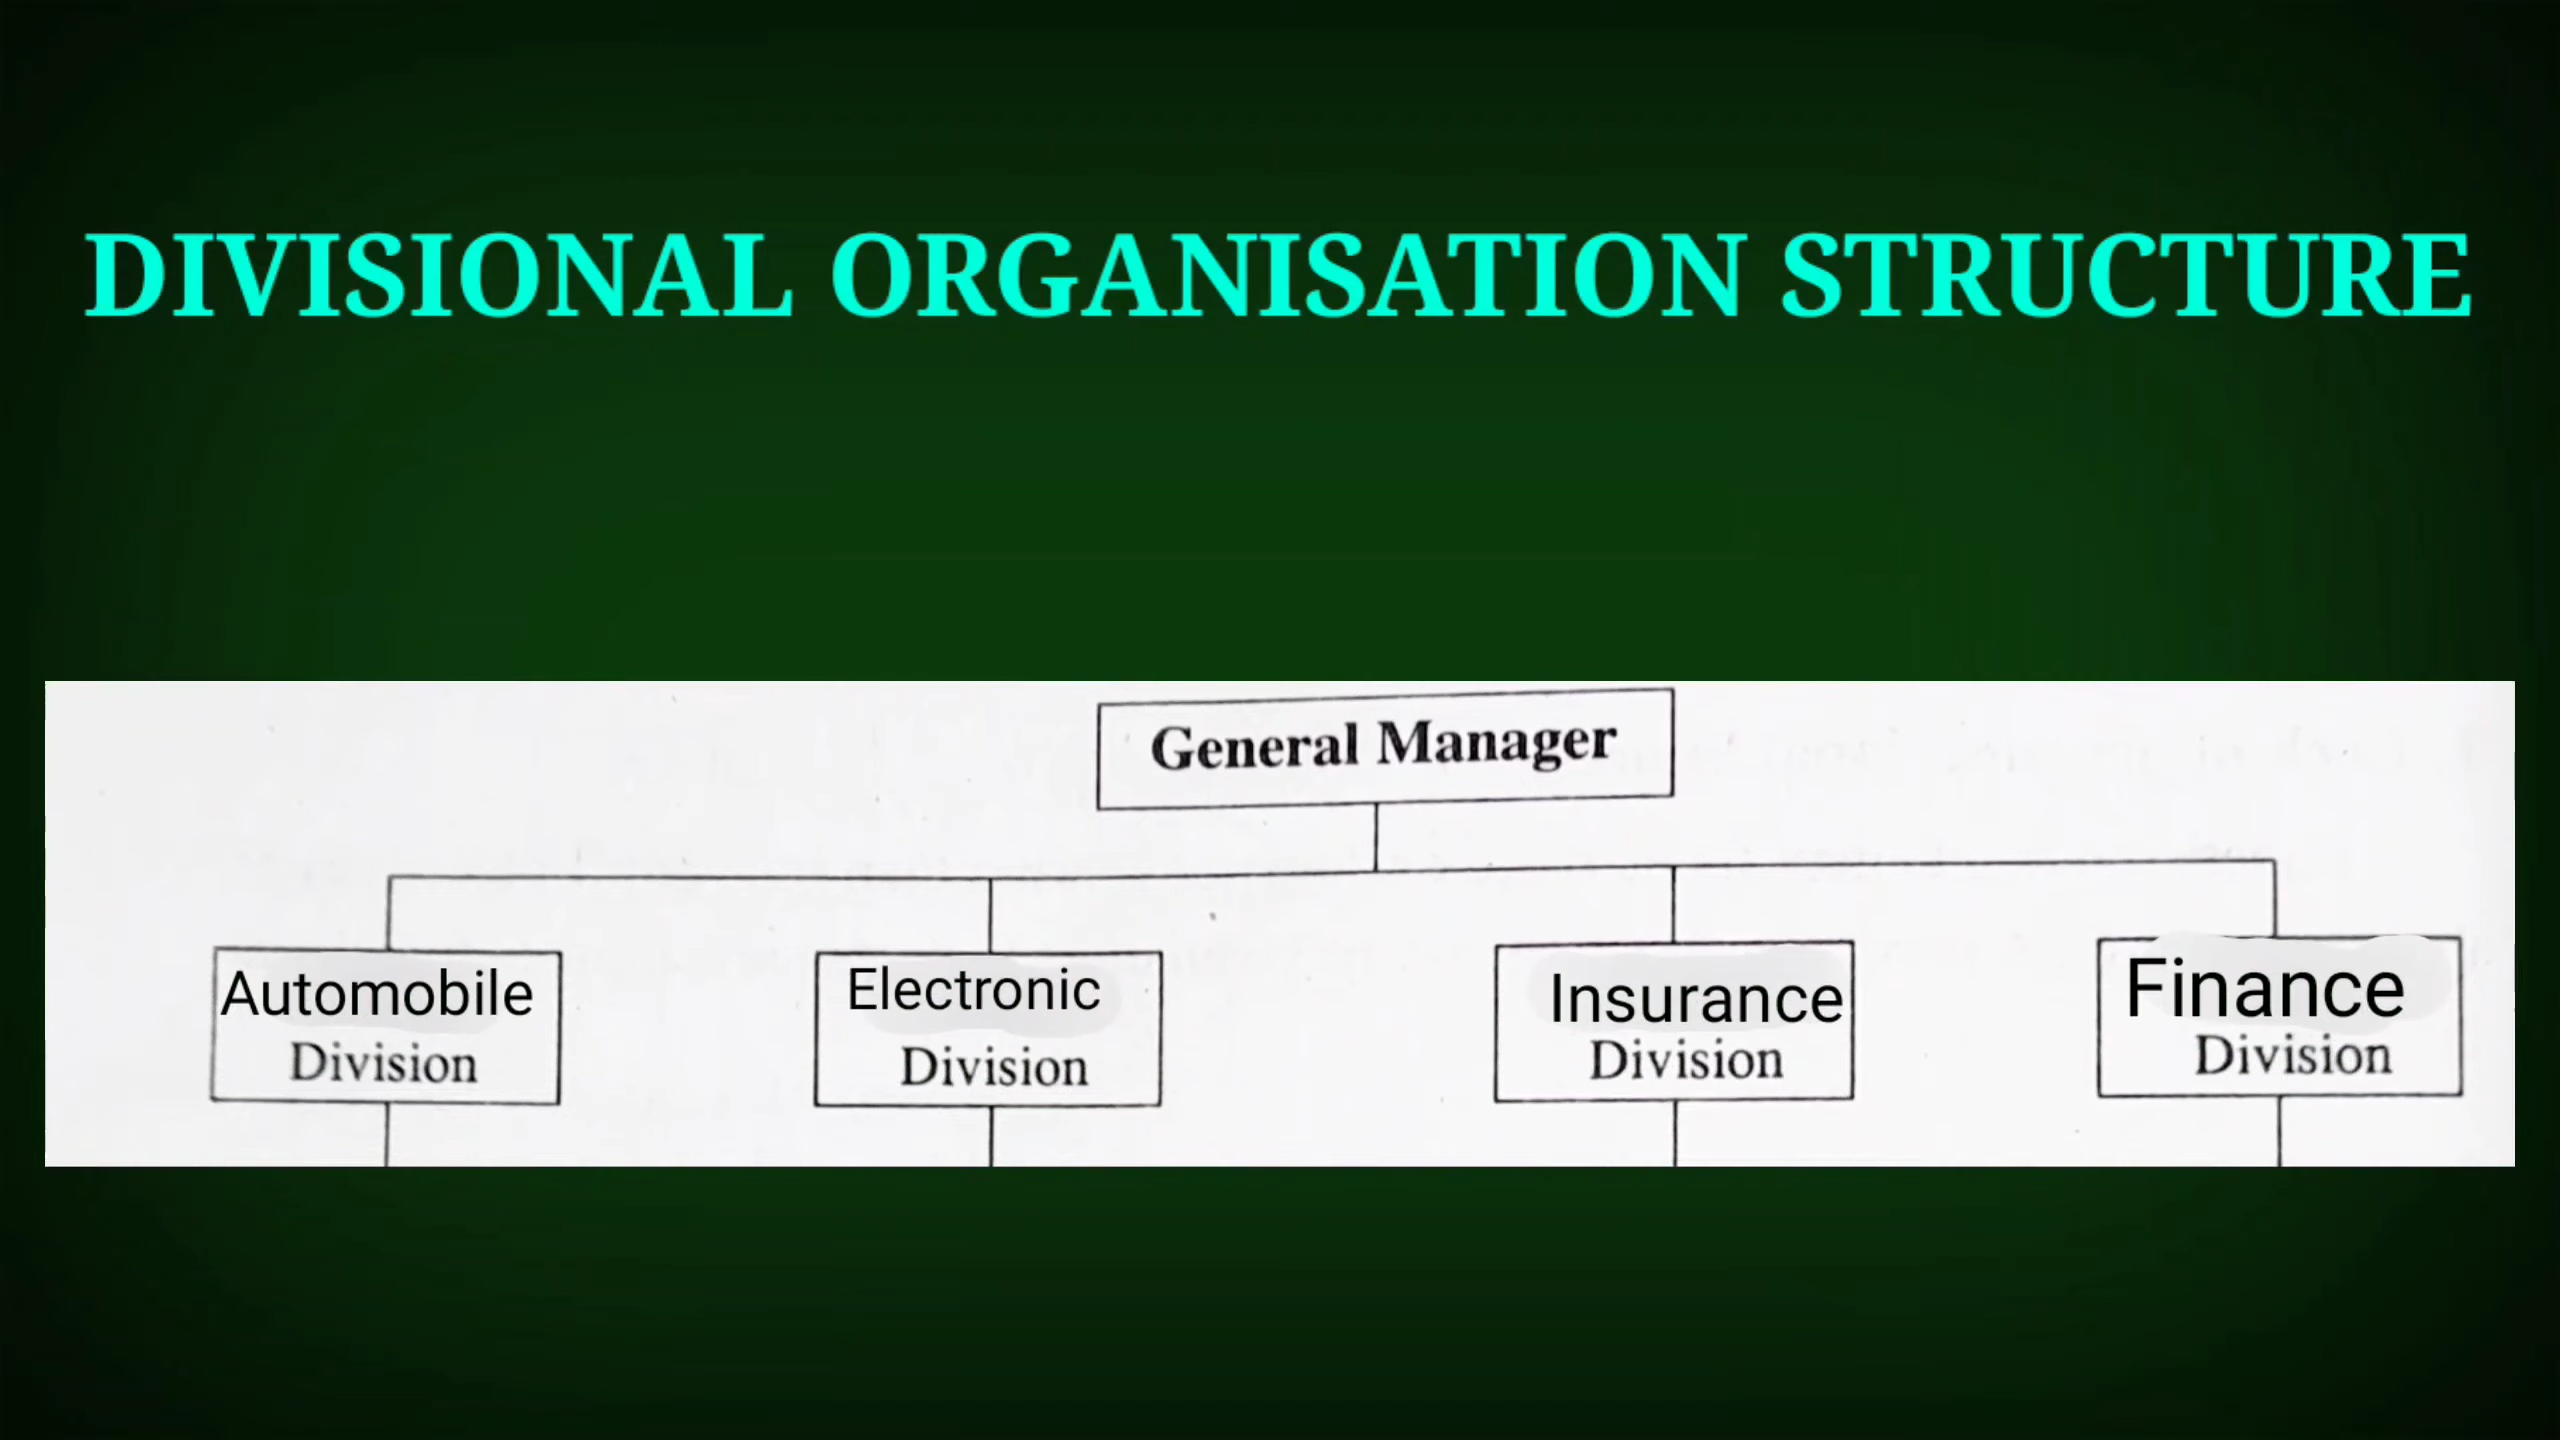 DIVISIONAL ORGANISATION STRUCTURE
General Manager
Automobile
Division
Electronic
Division
Insurance
Division
Finance
Division